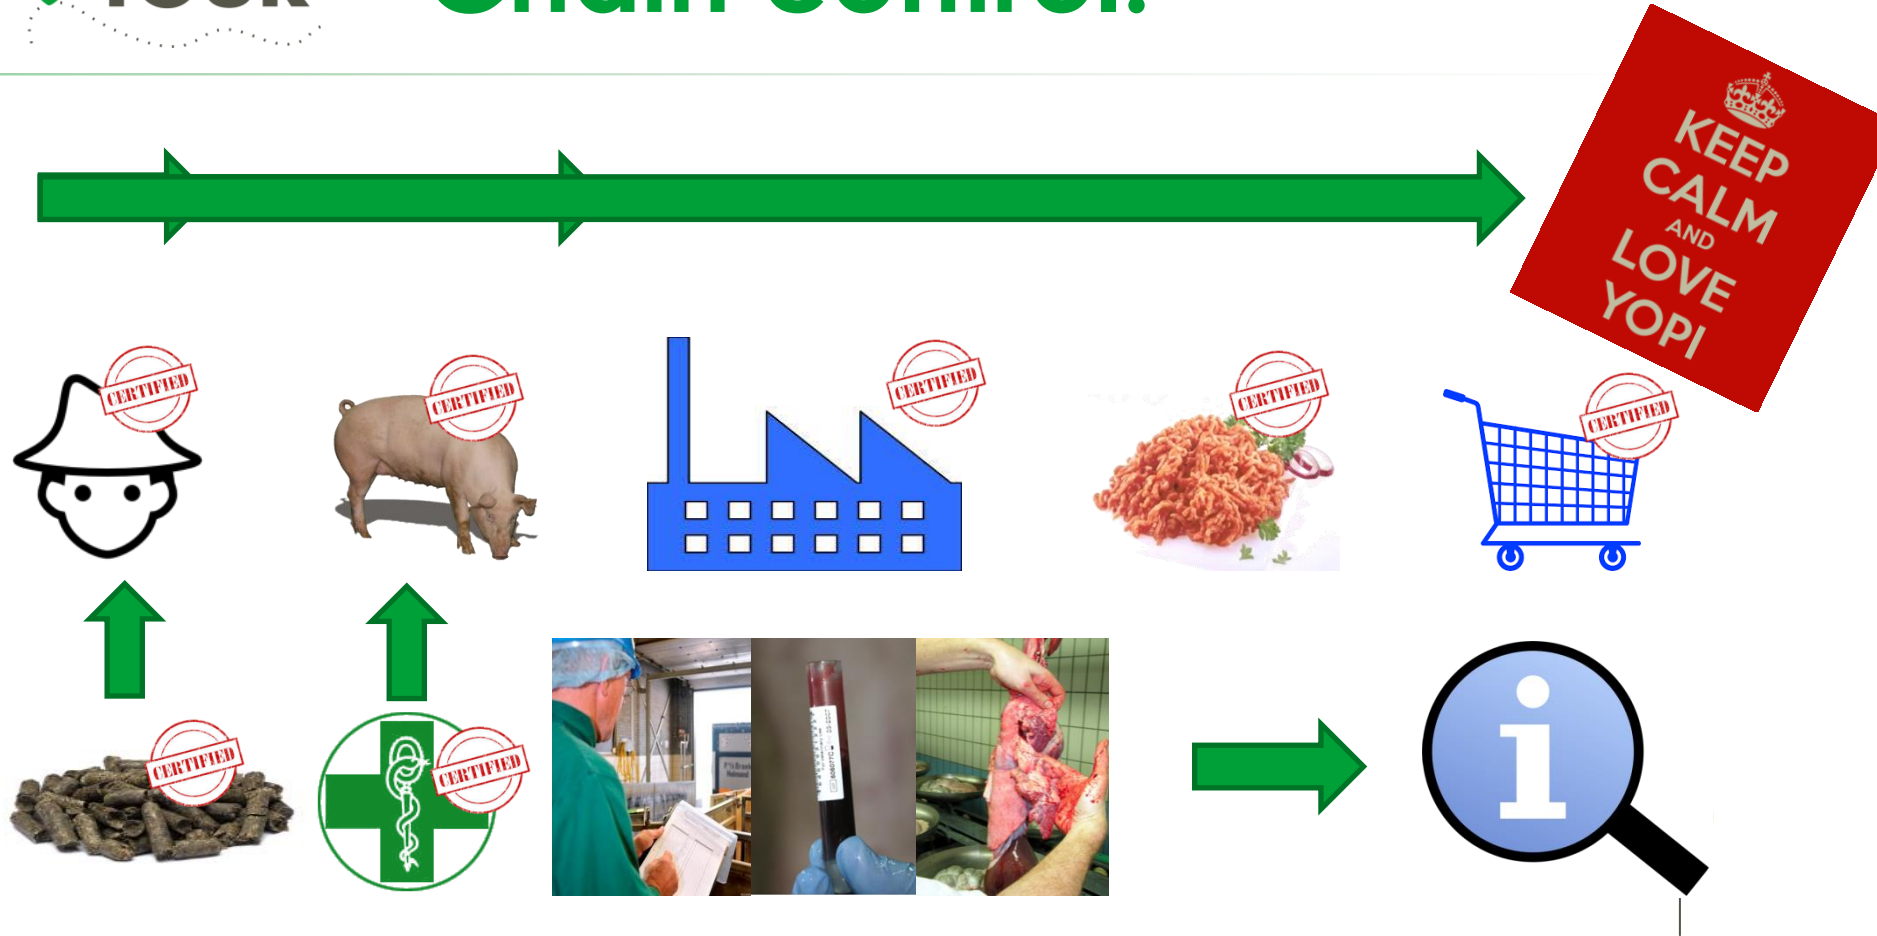 Chain Control:
KEEP
CALM
AND
LOVE
YOPI
CERTIFIED
CERTIFIED
CERTIFIED
CERTIFIED
CERTIFIED
CERTIFIED
CERTIFIED
i